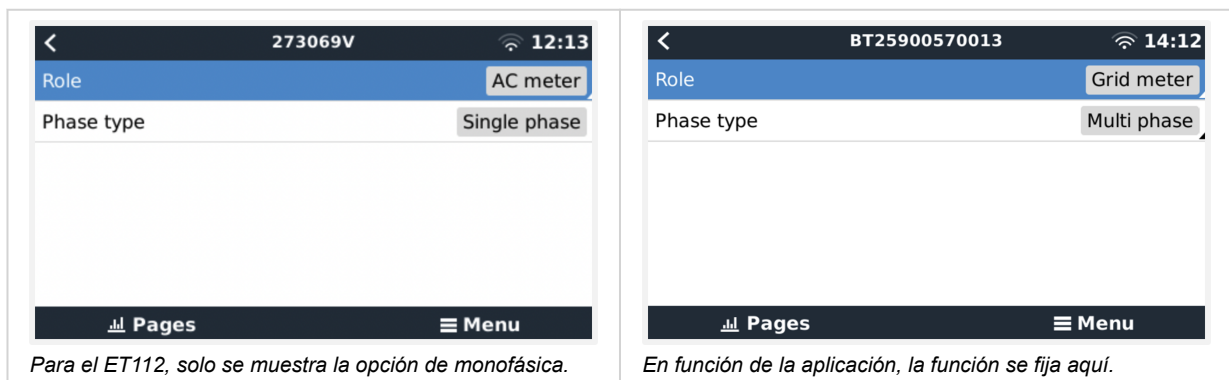 273069V 12:13
Role AC meter
Phase type Single phase
Pages Menu
Para el ET112, solo se muestra la opción de monofásica.
BT25900570013 14:12
Role Grid meter
Phase type Multi phase
Pages Menu
En función de la aplicación, la función se fija aquí.